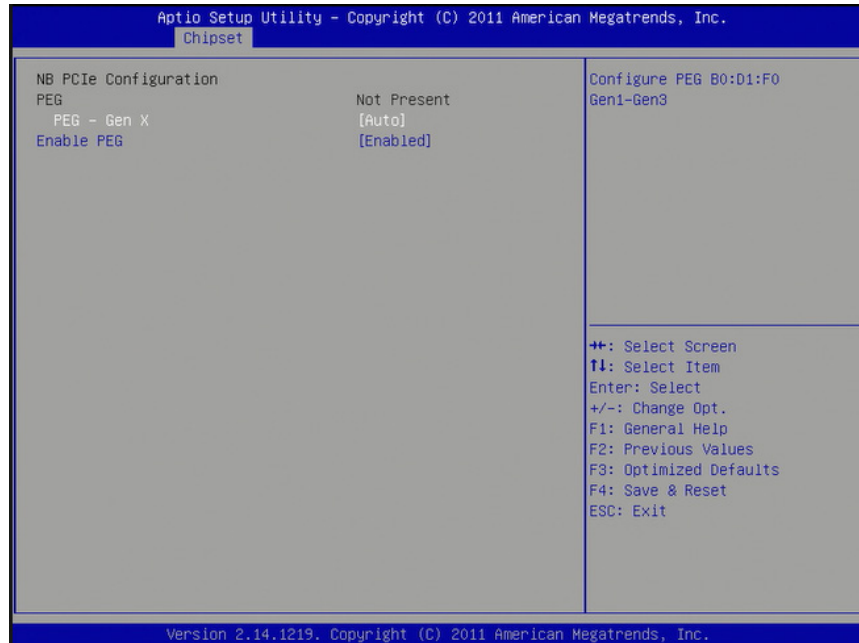 Aptio Setup Utility – Copyright (C) 2011 American Megatrends, Inc.
Chipset
NB PCIe Configuration
PEG Not Present
PEG – Gen X [Auto]
Enable PEG [Enabled]
Configure PEG B0:D1:F0
Gen1-Gen3
→←: Select Screen
↑↓: Select Item
Enter: Select
+/-: Change Opt.
F1: General Help
F2: Previous Values
F3: Optimized Defaults
F4: Save & Reset
ESC: Exit
Version 2.14.1219. Copyright (C) 2011 American Megatrends, Inc.